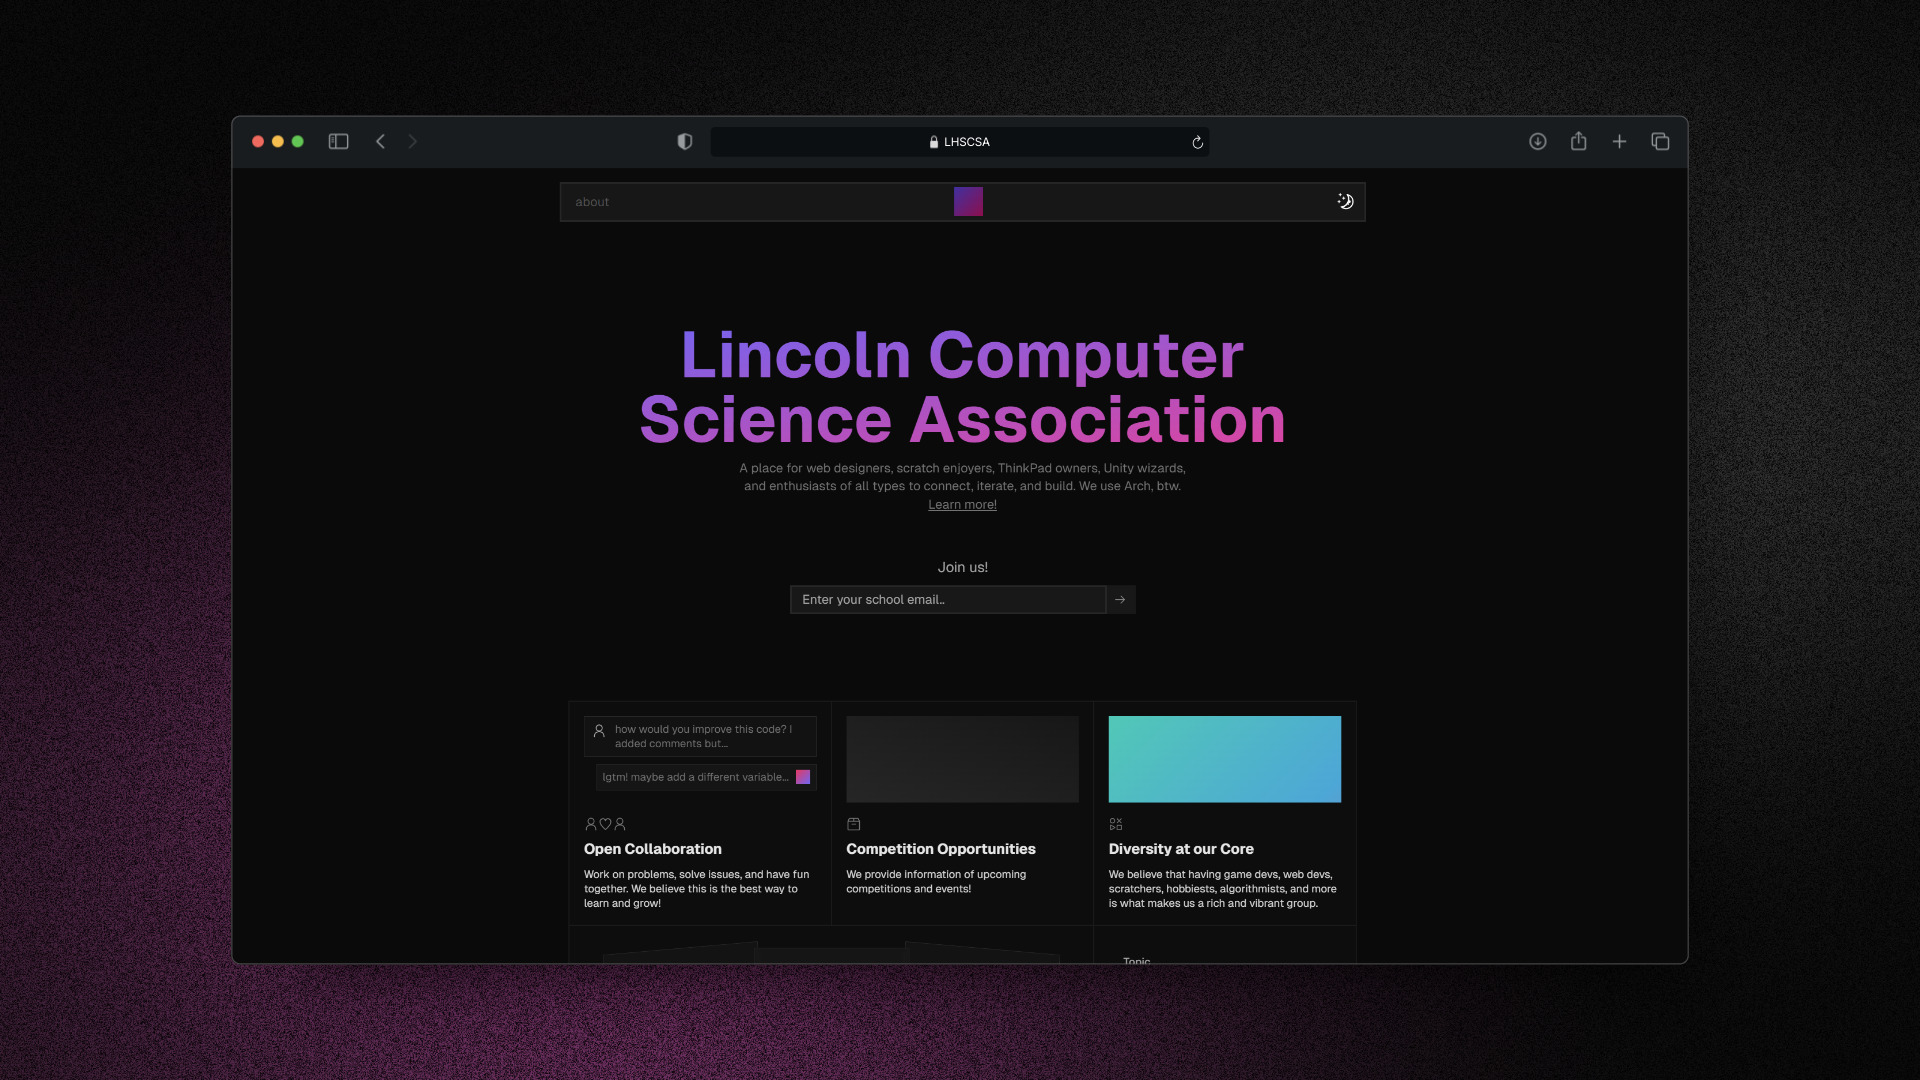 LHSCSA
about
Lincoln Computer
Science Association
A place for web designers, scratch enjoyers, ThinkPad owners, Unity wizards,
and enthusiasts of all types to connect, iterate, and build. We use Arch, btw.
Learn more!
Join us!
Enter your school email..
how would you improve this code? I
added comments but...
lgtm! maybe add a different variable...
Open Collaboration
Work on problems, solve issues, and have fun
together. We believe this is the best way to
learn and grow!
Competition Opportunities
We provide information of upcoming
competitions and events!
Diversity at our Core
We believe that having game devs, web devs,
scratchers, hobbiests, algorithmists, and more
is what makes us a rich and vibrant group.
Topic